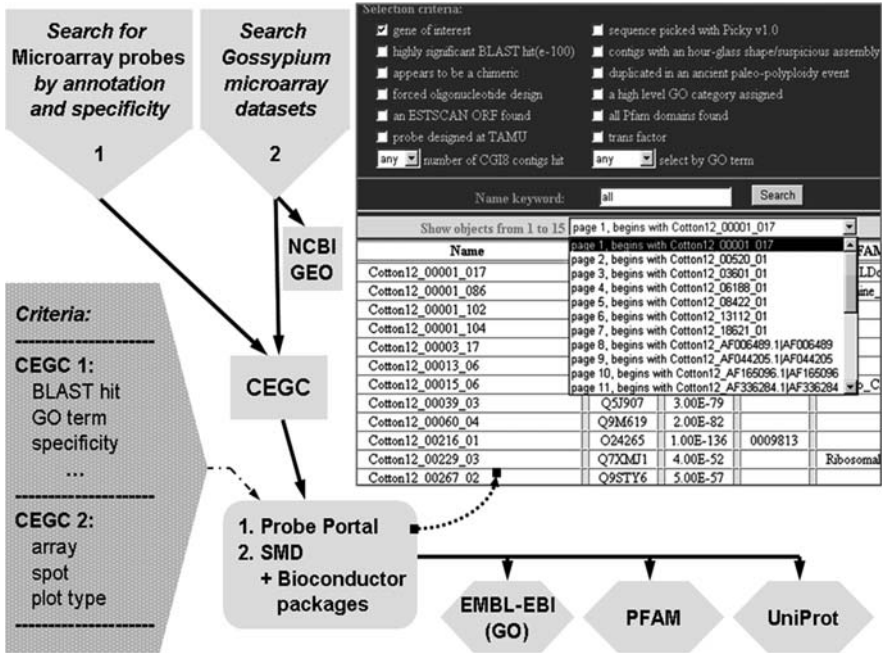 Search for
Microarray probes
by annotation
and specificity
1
Search
Gossypium
microarray
datasets
2
NCBI
GEO
CEGC
Criteria:
CEGC 1:
BLAST hit
GO term
specificity
...
CEGC 2:
array
spot
plot type
1. Probe Portal
2. SMD
+ Bioconductor
packages
EMBL-EBI
(GO)
PFAM
UniProt
Selection criteria:
gene of interest
sequence picked with Picky v1.0
highly significant BLAST hit(e-100)
contigs with an hour-glass shape/suspicious assembly
appears to be a chimeric
duplicated in an ancient paleo-polyploidy event
forced oligonucleotide design
a high level GO category assigned
an ESTSCAN ORF found
all Pfam domains found
probe designed at TAMU
trans factor
any number of CGI8 contigs hit
any select by GO term
Name keyword: all Search
Show objects from 1 to 15 page 1, begins with Cotton12_00001_017
page 1, begins with Cotton12_00001_017
page 2, begins with Cotton12_00520_01
page 3, begins with Cotton12_03601_01
page 4, begins with Cotton12_06188_01
page 5, begins with Cotton12_08422_01
page 6, begins with Cotton12_13112_01
page 7, begins with Cotton12_18621_01
page 8, begins with Cotton12_AF006489.1|AF006489
page 9, begins with Cotton12_AF044205.1|AF044205
page 10, begins with Cotton12_AF165096.1|AF165096
page 11, begins with Cotton12_AF336284.1|AF336284
Name
Cotton12_00001_017
Cotton12_00001_086
Cotton12_00001_102
Cotton12_00001_104
Cotton12_00003_17
Cotton12_00013_06
Cotton12_00015_06
Cotton12_00039_03 Q5J907 3.00E-79
Cotton12_00060_04 Q9M619 2.00E-82
Cotton12_00216_01 O24265 1.00E-136 0009813
Cotton12_00229_03 Q7XMJ1 4.00E-52 Ribosomal
Cotton12_00267_02 Q9STY6 5.00E-57